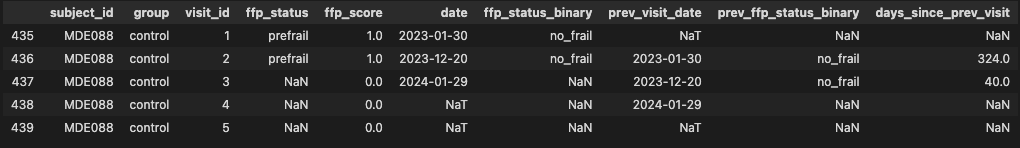 subject_id group visit_id ffp_status ffp_score date ffp_status_binary prev_visit_date prev_ffp_status_binary days_since_prev_visit
435 MDE088 control 1 prefrail 1.0 2023-01-30 no_frail NaT NaN NaN
436 MDE088 control 2 prefrail 1.0 2023-12-20 no_frail 2023-01-30 no_frail 324.0
437 MDE088 control 3 NaN 0.0 2024-01-29 NaN 2023-12-20 no_frail 40.0
438 MDE088 control 4 NaN 0.0 NaT NaN 2024-01-29 NaN NaN
439 MDE088 control 5 NaN 0.0 NaT NaN NaT NaN NaN